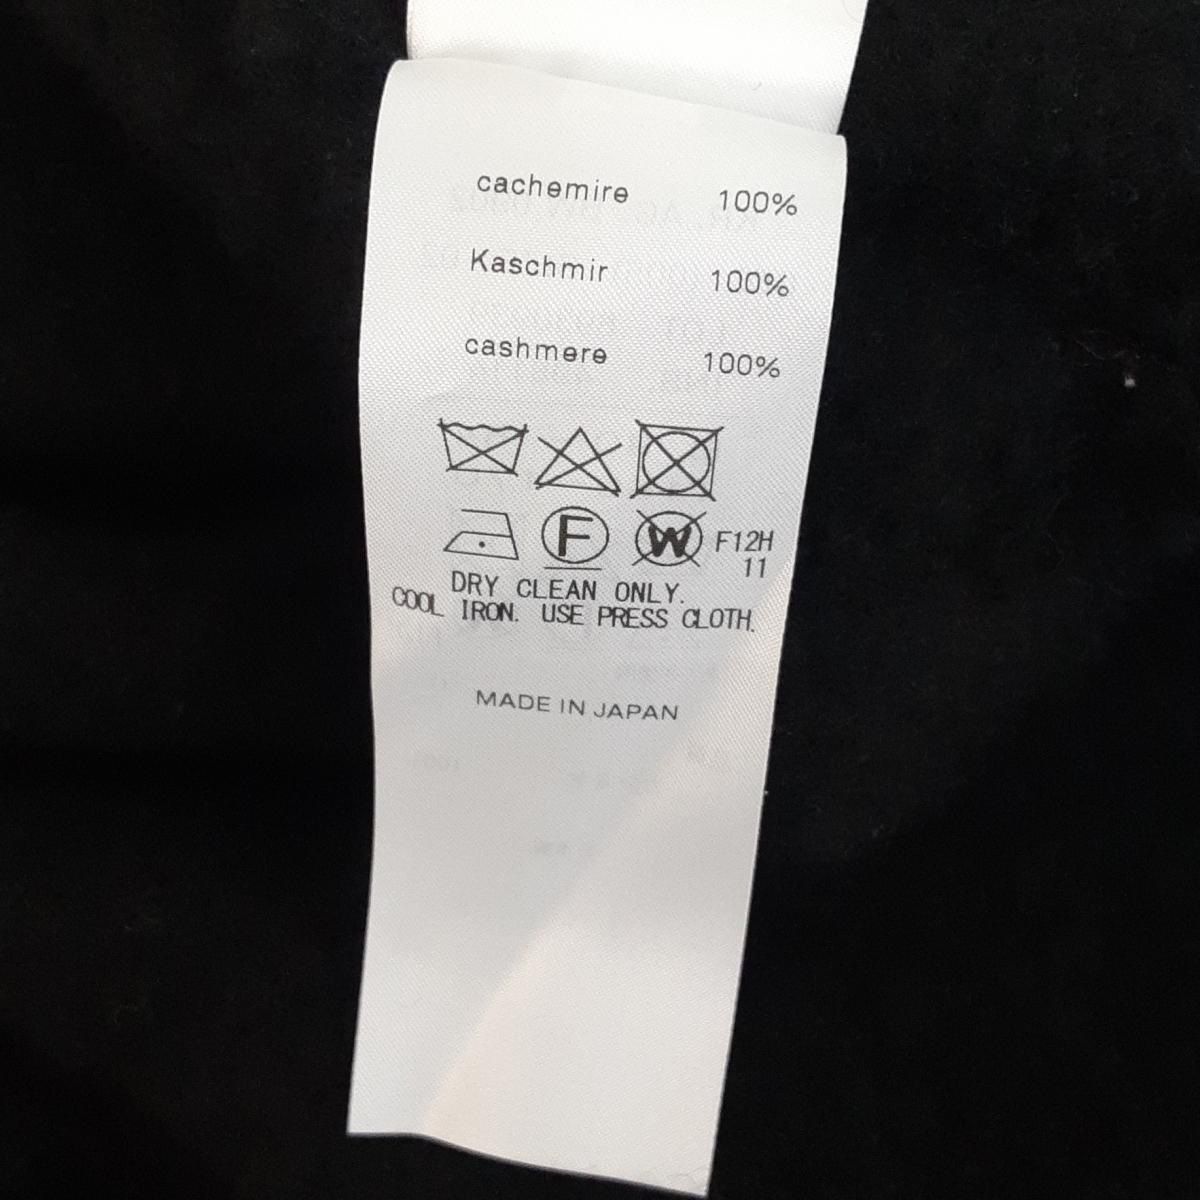 cachemire 100%
Kaschmir 100%
cashmere 100%
F W F12H
11
DRY CLEAN ONLY.
COOL IRON. USE PRESS CLOTH.
MADE IN JAPAN